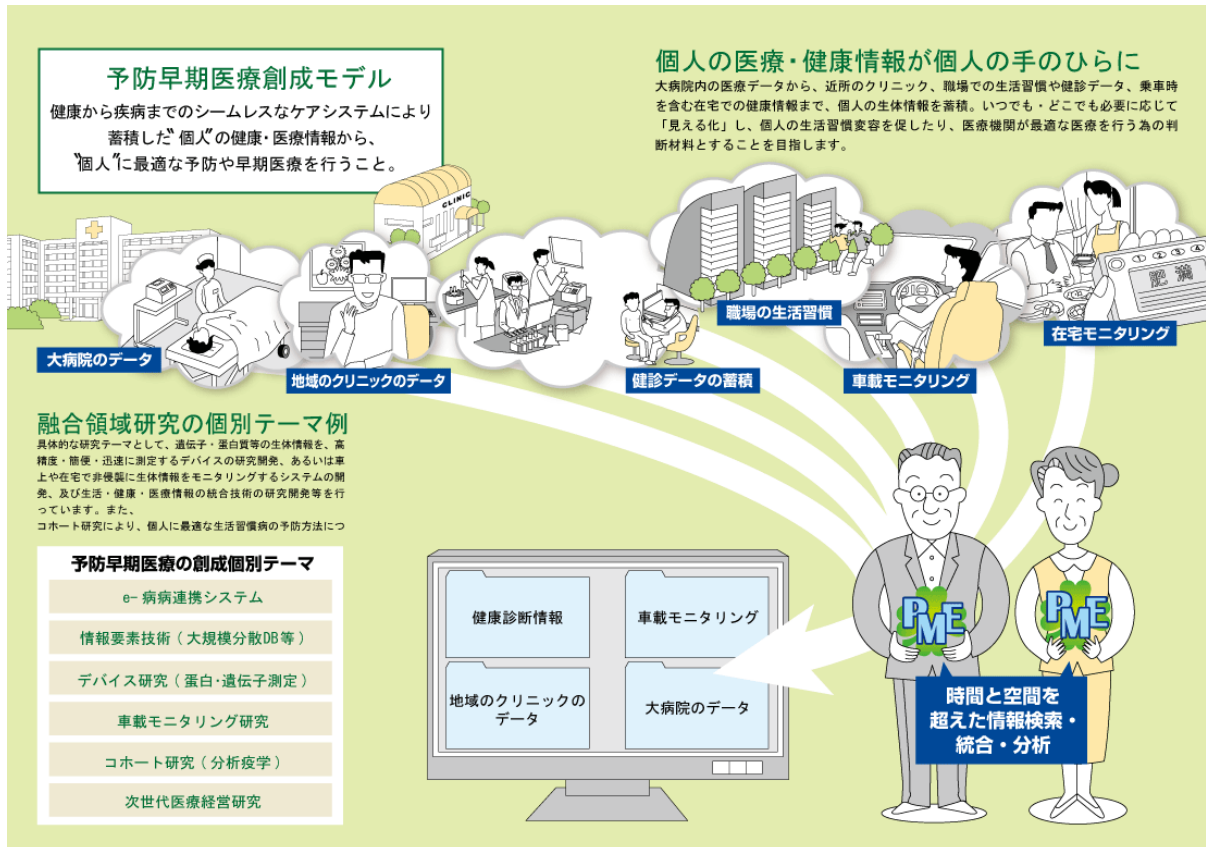 予防早期医療創成モデル
健康から疾病までのシームレスなケアシステムにより
蓄積した〝個人〞の健康・医療情報から、
〝個人〞に最適な予防や早期医療を行うこと。
個人の医療・健康情報が個人の手のひらに
大病院内の医療データから、近所のクリニック、職場での生活習慣や健診データ、乗車時
を含む在宅での健康情報まで、個人の生体情報を蓄積。いつでも・どこでも必要に応じて
「見える化」し、個人の生活習慣変容を促したり、医療機関が最適な医療を行う為の判
断材料とすることを目指します。
CLINIC
肥満
1 2 3 4
大病院のデータ
地域のクリニックのデータ
健診データの蓄積
職場の生活習慣
車載モニタリング
在宅モニタリング
融合領域研究の個別テーマ例
具体的な研究テーマとして、遺伝子・蛋白質等の生体情報を、高
精度・簡便・迅速に測定するデバイスの研究開発、あるいは車
上や在宅で非侵襲に生体情報をモニタリングするシステムの開
発、及び生活・健康・医療情報の統合技術の研究開発等を行
っています。また、
コホート研究により、個人に最適な生活習慣病の予防方法につ
予防早期医療の創成個別テーマ
e-病病連携システム
情報要素技術(大規模分散DB等)
デバイス研究(蛋白・遺伝子測定)
車載モニタリング研究
コホート研究(分析疫学)
次世代医療経営研究
健康診断情報
車載モニタリング
地域のクリニックの
データ
大病院のデータ
PME
PME
時間と空間を
超えた情報検索・
統合・分析